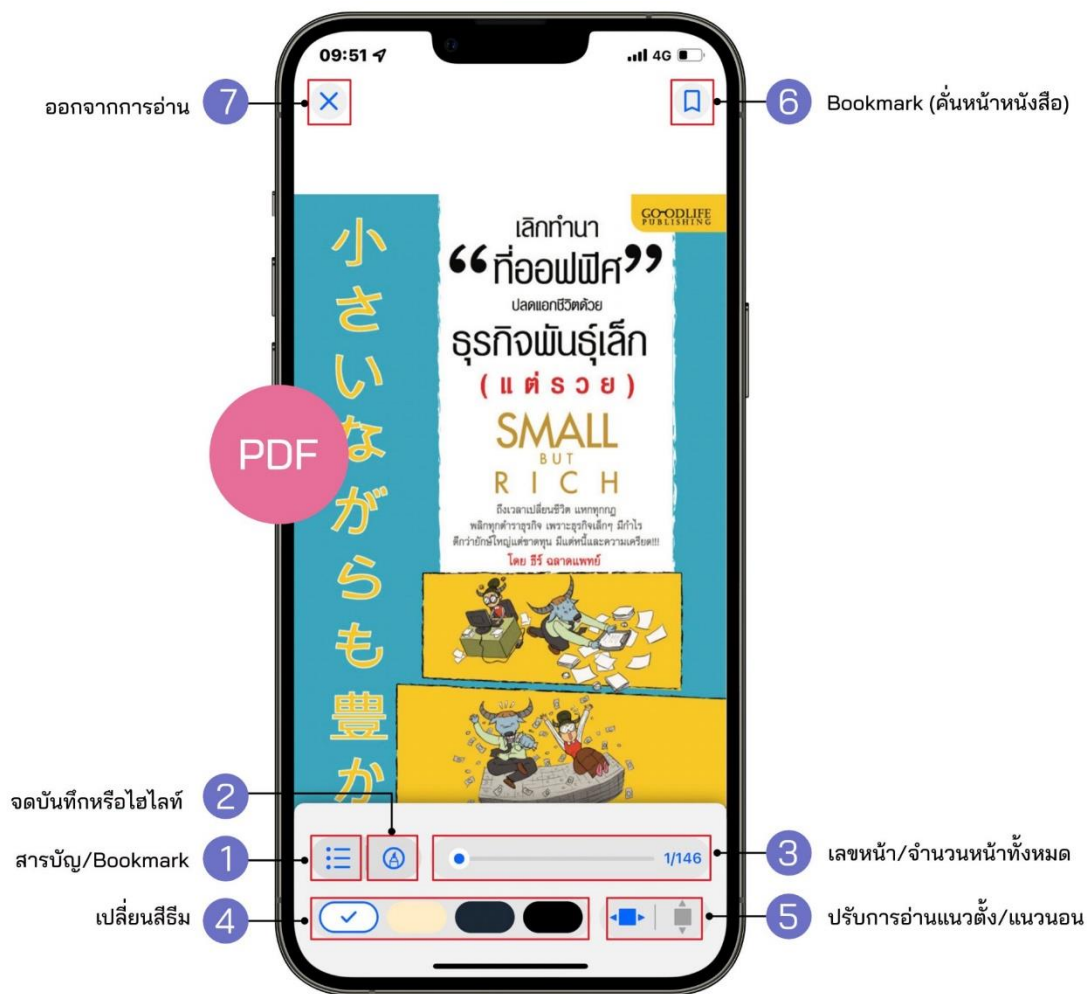 09:51
4G
ออกจากการอ่าน 7
6 Bookmark (คั่นหน้าหนังสือ)
GOODLIFE
PUBLISHING
小さいながらも豊か
เลิกทำนา
“ที่ออฟฟิศ”
ปลดแอกชีวิตด้วย
ธุรกิจพันธุ์เล็ก
(แต่รวย)
SMALL
BUT
RICH
ถึงเวลาเปลี่ยนชีวิต แหกทุกกฎ
พลิกทุกตำราธุรกิจ เพราะธุรกิจเล็กๆ มีกำไร
ดีกว่ายักษ์ใหญ่แต่ขาดทุน มีแต่หนี้และความเครียด!!!
โดย ธีร์ ฉลาดแพทย์
PDF
จดบันทึกหรือไฮไลท์ 2
สารบัญ/Bookmark 1
1/146
3 เลขหน้า/จำนวนหน้าทั้งหมด
เปลี่ยนสีธีม 4
5 ปรับการอ่านแนวตั้ง/แนวนอน